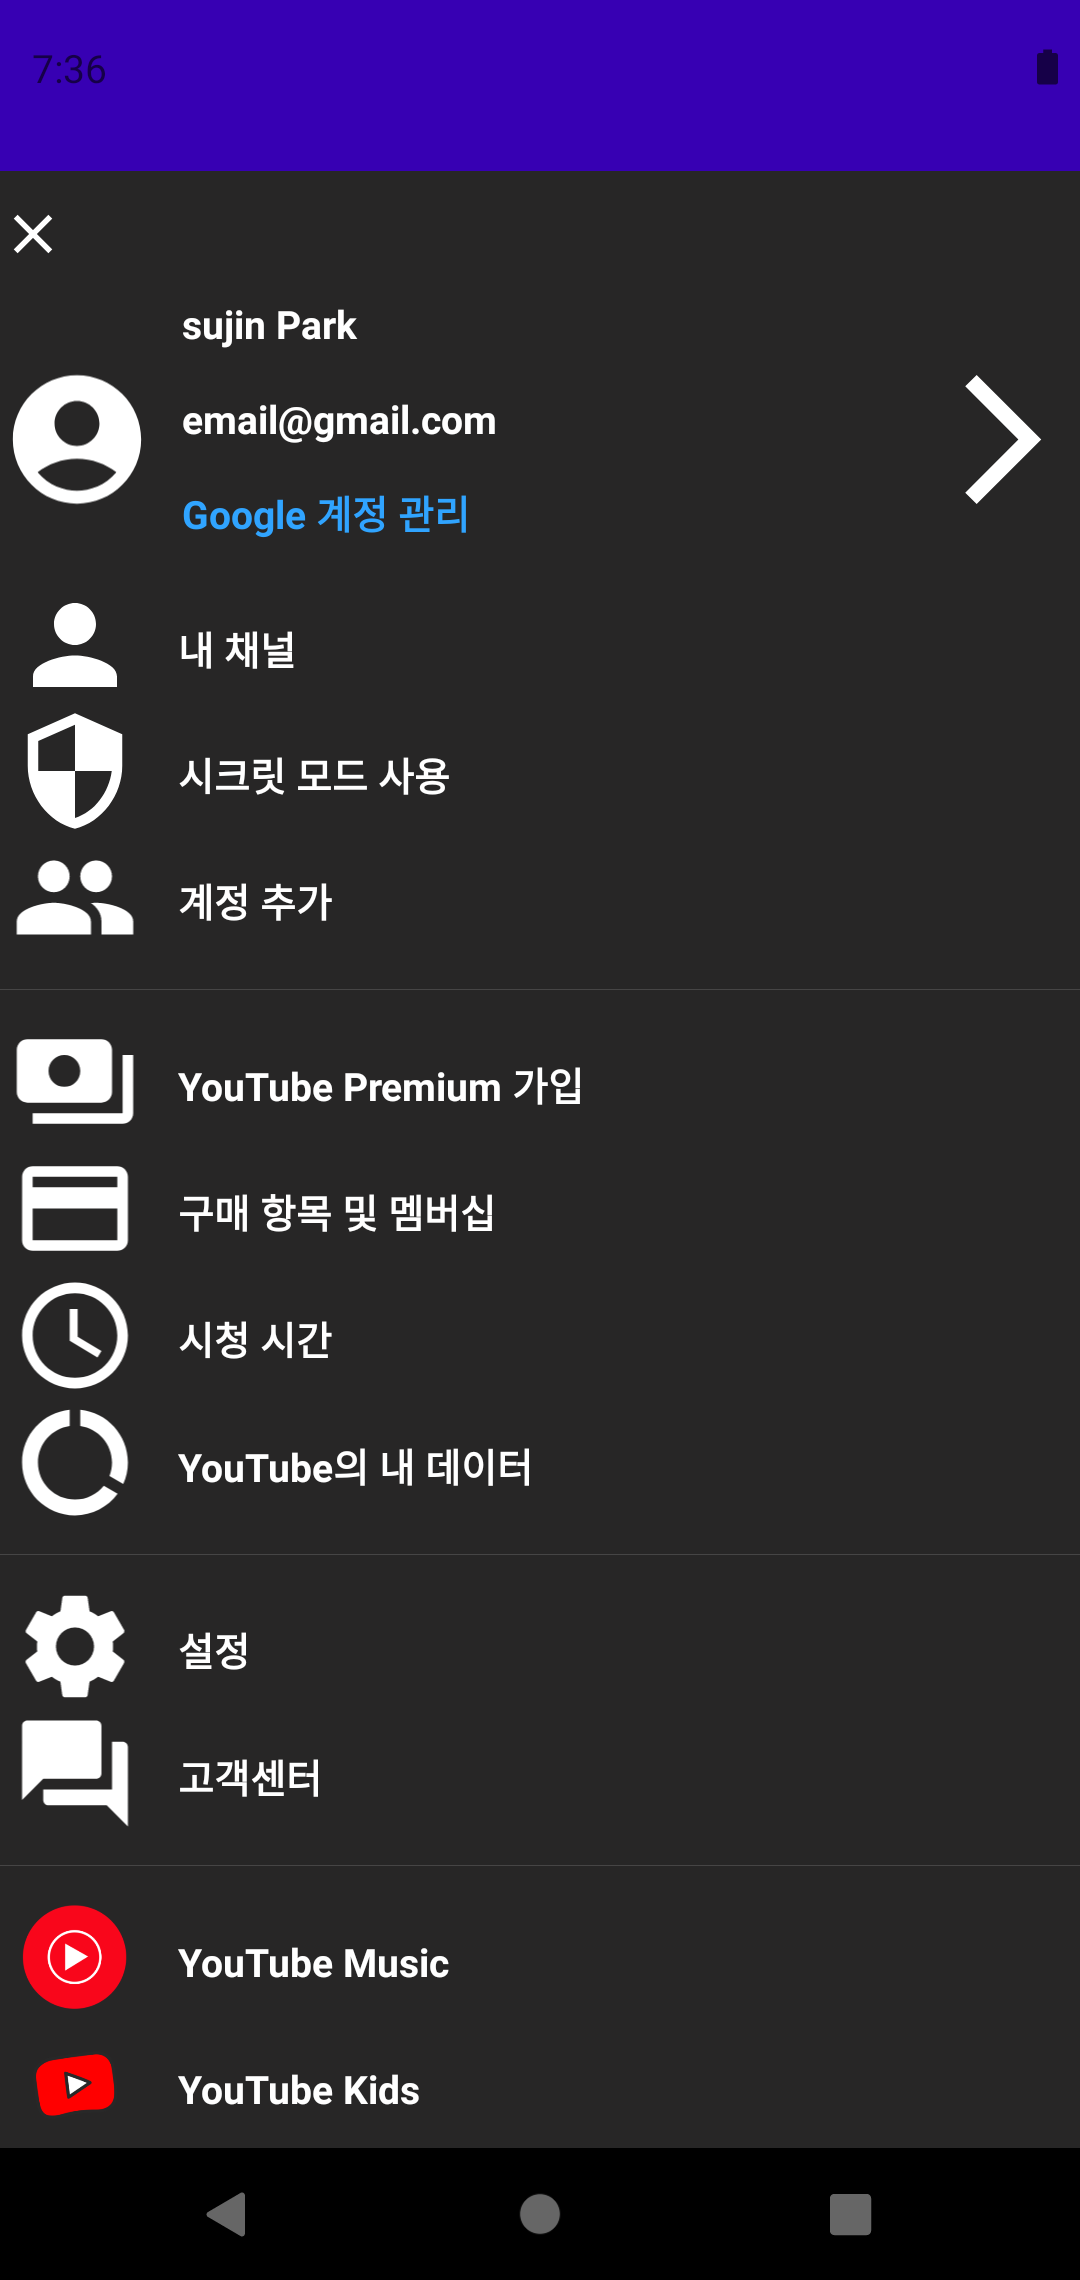 7:36
sujin Park
email@gmail.com
Google 계정 관리
내 채널
시크릿 모드 사용
계정 추가
YouTube Premium 가입
구매 항목 및 멤버십
시청 시간
YouTube의 내 데이터
설정
고객센터
YouTube Music
YouTube Kids